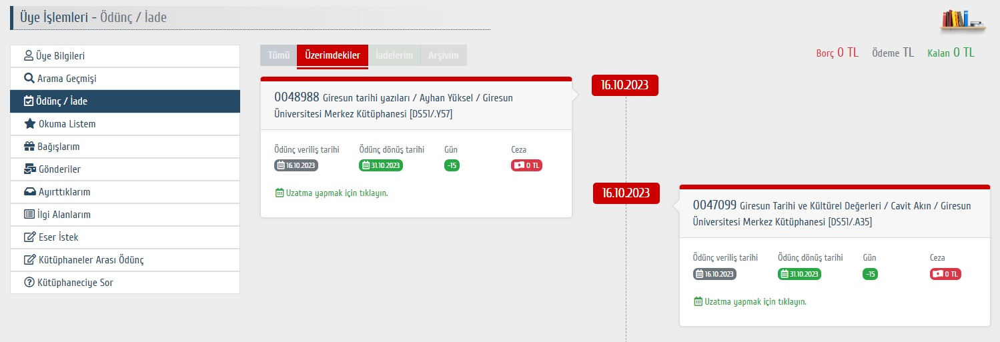 Üye İşlemleri - Ödünç / İade
Üye Bilgileri
Arama Geçmişi
Ödünç / İade
Okuma Listem
Bağışlarım
Gönderiler
Ayırttıklarım
İlgi Alanlarım
Eser İstek
Kütüphaneler Arası Ödünç
Kütüphaneciye Sor
Tümü Üzerimdekiler İadelerim Arşivim
Borç 0 TL Ödeme TL Kalan 0 TL
16.10.2023
0048988 Giresun tarihi yazıları / Ayhan Yüksel / Giresun
Üniversitesi Merkez Kütüphanesi [DS51/.Y57]
Ödünç veriliş tarihi Ödünç dönüş tarihi Gün Ceza
16.10.2023 31.10.2023 -15 0 TL
Uzatma yapmak için tıklayın.
16.10.2023
0047099 Giresun Tarihi ve Kültürel Değerleri / Cavit Akın / Giresun
Üniversitesi Merkez Kütüphanesi [DS51/.A35]
Ödünç veriliş tarihi Ödünç dönüş tarihi Gün Ceza
16.10.2023 31.10.2023 -15 0 TL
Uzatma yapmak için tıklayın.